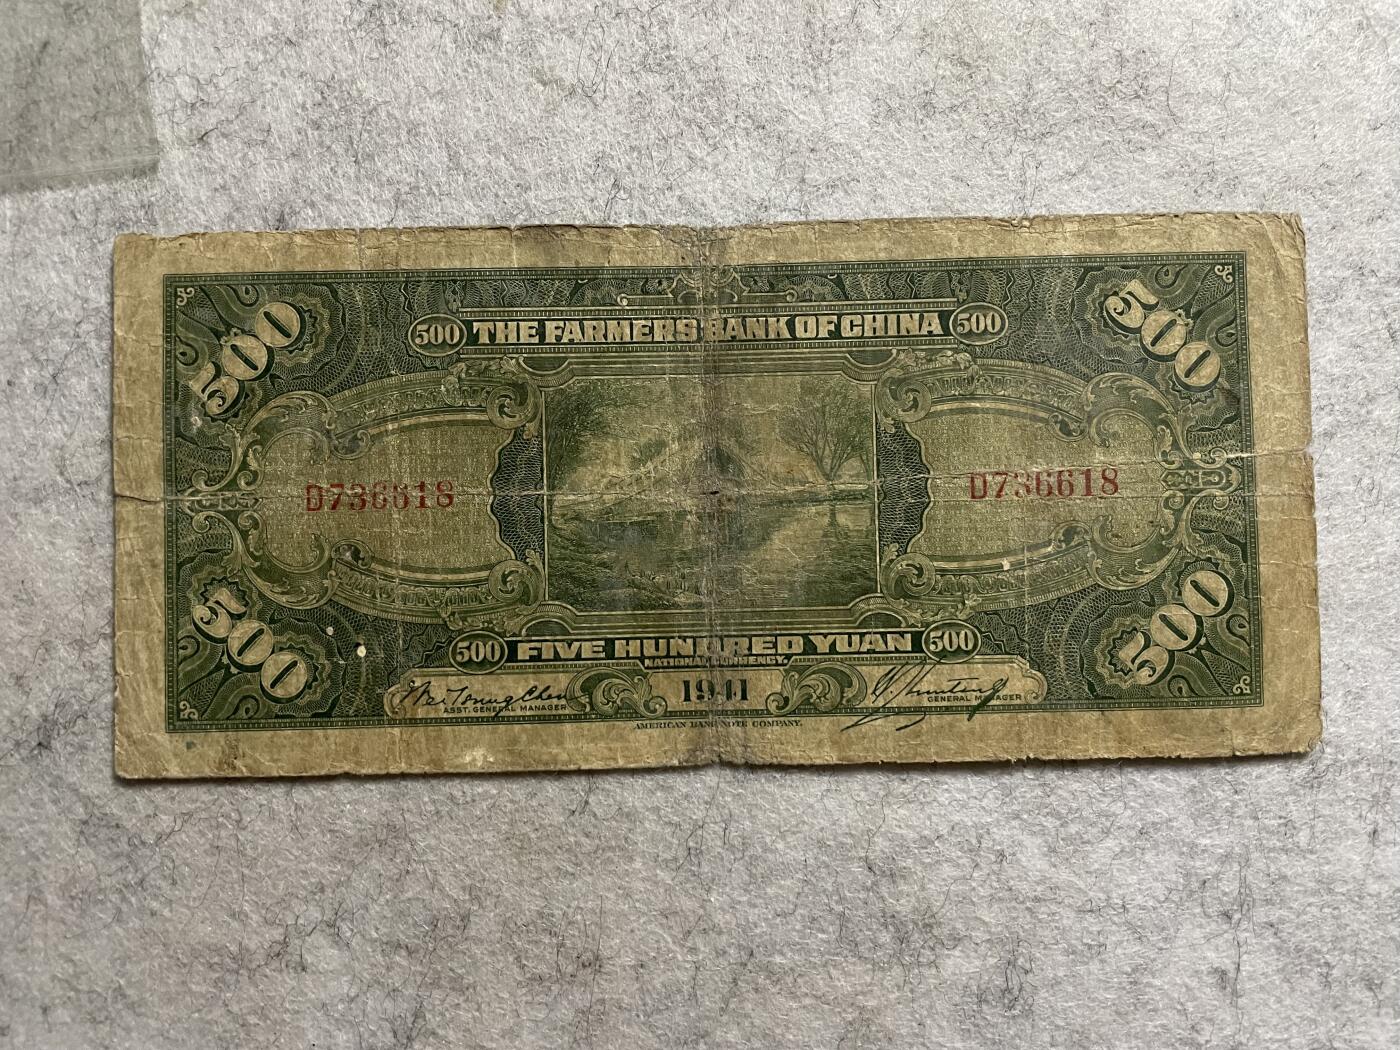 500 500
500 THE FARMERS BANK OF CHINA 500
D736618 D736618
500 FIVE HUNDRED YUAN 500
NATIONAL CURRENCY.
500 500
1941
ASST. GENERAL MANAGER GENERAL MANAGER
AMERICAN BANK NOTE COMPANY.